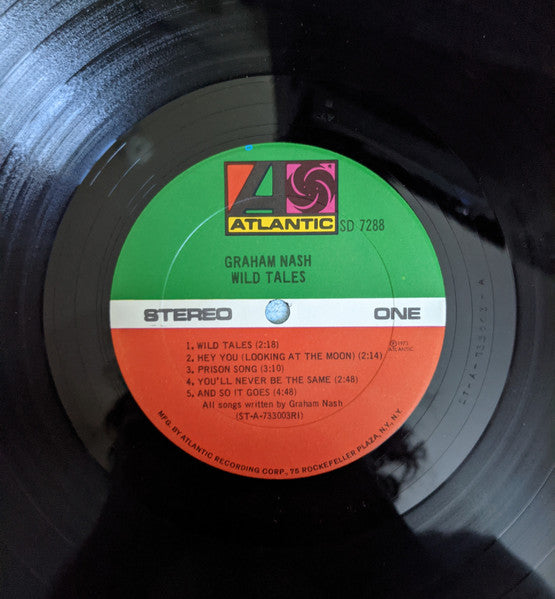 ATLANTIC
SD 7288
GRAHAM NASH
WILD TALES
STEREO ONE
1. WILD TALES (2:18)
2. HEY YOU (LOOKING AT THE MOON) (2:14)
3. PRISON SONG (3:10)
4. YOU'LL NEVER BE THE SAME (2:48)
5. AND SO IT GOES (4:48)
All songs written by Graham Nash
(ST-A-733003RI)
℗ 1973
ATLANTIC
MFG. BY ATLANTIC RECORDING CORP., 75 ROCKEFELLER PLAZA, N.Y., N.Y.